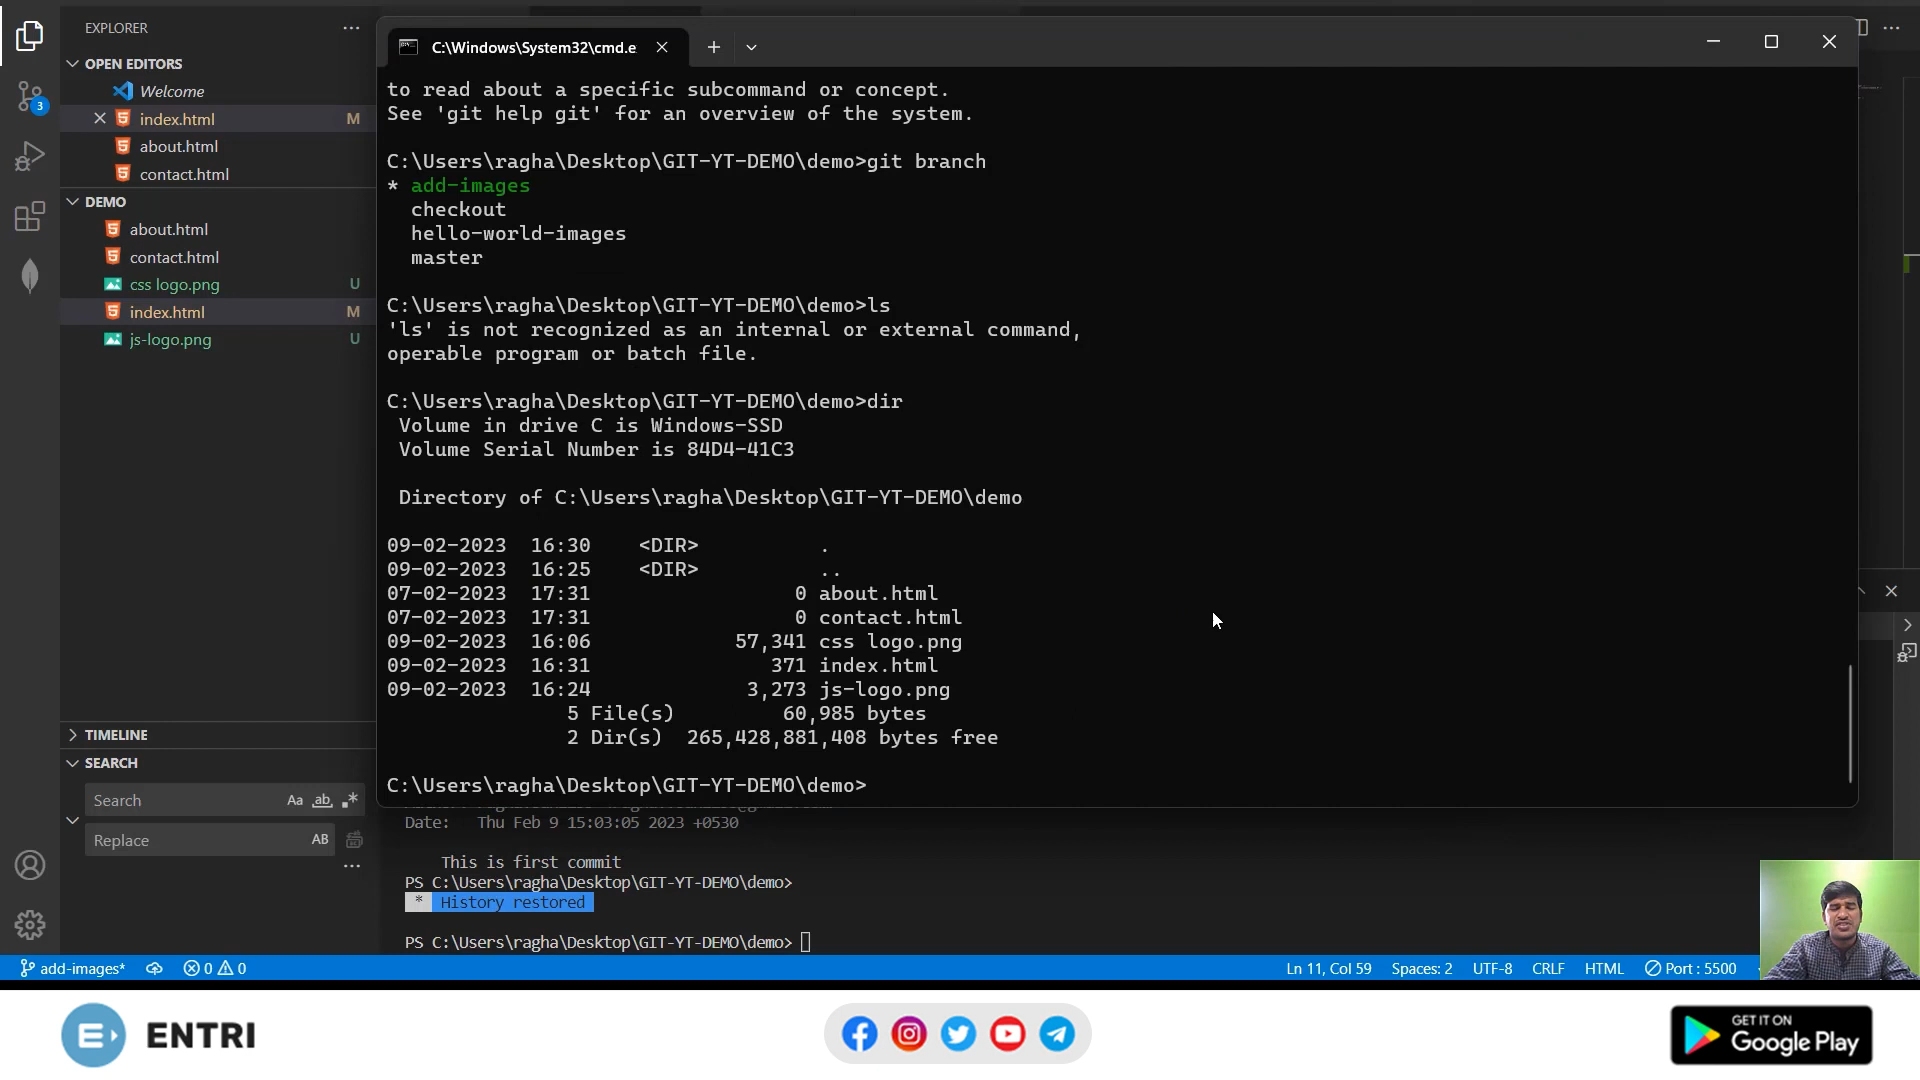 EXPLORER
OPEN EDITORS
Welcome
index.html M
about.html
contact.html
DEMO
about.html
contact.html
css logo.png U
index.html M
js-logo.png U
TIMELINE
SEARCH
Search Aa ab
Replace AB
3
C:\Windows\System32\cmd.e
to read about a specific subcommand or concept.
See 'git help git' for an overview of the system.
C:\Users\ragha\Desktop\GIT-YT-DEMO\demo>git branch
* add-images
checkout
hello-world-images
master
C:\Users\ragha\Desktop\GIT-YT-DEMO\demo>ls
'ls' is not recognized as an internal or external command,
operable program or batch file.
C:\Users\ragha\Desktop\GIT-YT-DEMO\demo>dir
Volume in drive C is Windows-SSD
Volume Serial Number is 84D4-41C3
Directory of C:\Users\ragha\Desktop\GIT-YT-DEMO\demo
09-02-2023 16:30 <DIR> .
09-02-2023 16:25 <DIR> ..
07-02-2023 17:31 0 about.html
07-02-2023 17:31 0 contact.html
09-02-2023 16:06 57,341 css logo.png
09-02-2023 16:31 371 index.html
09-02-2023 16:24 3,273 js-logo.png
5 File(s) 60,985 bytes
2 Dir(s) 265,428,881,408 bytes free
C:\Users\ragha\Desktop\GIT-YT-DEMO\demo>
Date: Thu Feb 9 15:03:05 2023 +0530
This is first commit
PS C:\Users\ragha\Desktop\GIT-YT-DEMO\demo>
* History restored
PS C:\Users\ragha\Desktop\GIT-YT-DEMO\demo>
add-images* 0 0 Ln 11, Col 59 Spaces: 2 UTF-8 CRLF HTML Port : 5500
E ENTRI
GET IT ON
Google Play